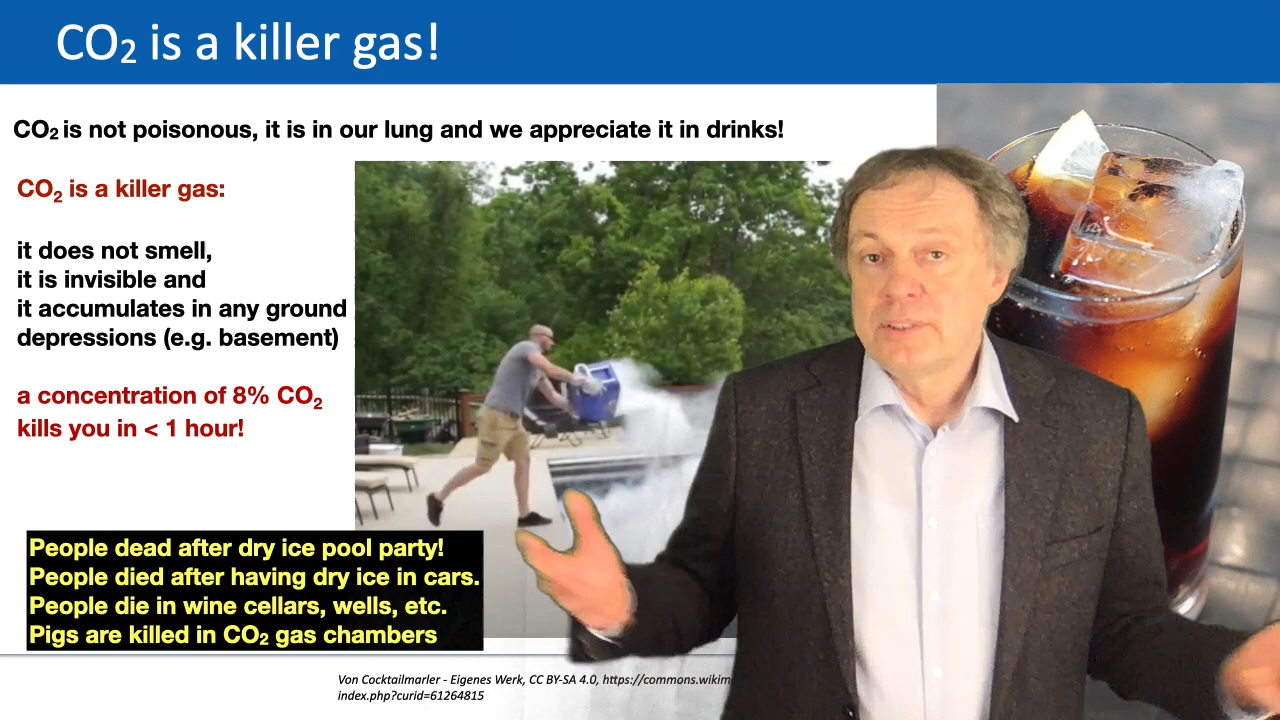 CO₂ is a killer gas!
CO₂ is not poisonous, it is in our lung and we appreciate it in drinks!
CO₂ is a killer gas:
it does not smell,
it is invisible and
it accumulates in any ground
depressions (e.g. basement)
a concentration of 8% CO₂
kills you in < 1 hour!
People dead after dry ice pool party!
People died after having dry ice in cars.
People die in wine cellars, wells, etc.
Pigs are killed in CO₂ gas chambers
Von Cocktailmarler - Eigenes Werk, CC BY-SA 4.0, https://commons.wikim
index.php?curid=61264815